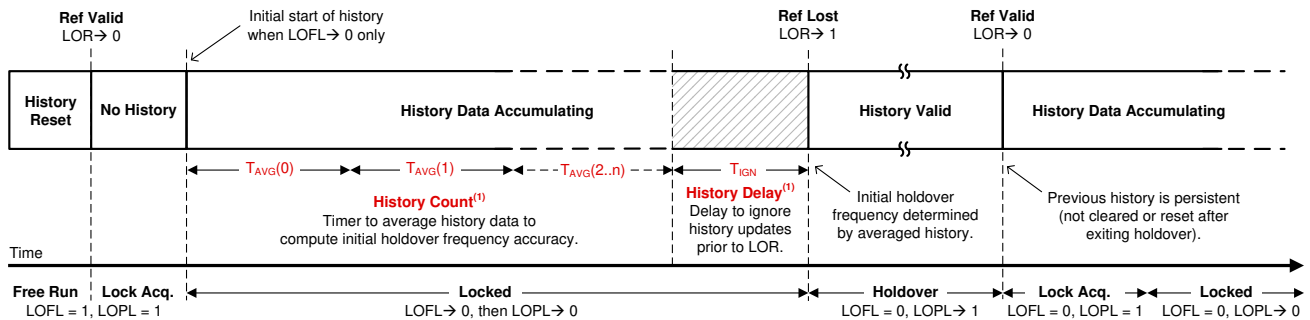 Ref Valid
LOR→ 0
Initial start of history
when LOFL→ 0 only
Ref Lost
LOR→ 1
Ref Valid
LOR→ 0
History
Reset
No History
History Data Accumulating
History Valid
History Data Accumulating
TAVG(0)
TAVG(1)
TAVG(2..n)
TIGN
History Count(1)
Timer to average history data to
compute initial holdover frequency accuracy.
History Delay(1)
Delay to ignore
history updates
prior to LOR.
Initial holdover
frequency determined
by averaged history.
Previous history is persistent
(not cleared or reset after
exiting holdover).
Time
Free Run
Lock Acq.
LOFL = 1, LOPL = 1
Locked
LOFL→ 0, then LOPL→ 0
Holdover
LOFL = 0, LOPL→ 1
Lock Acq.
LOFL = 0, LOPL = 1
Locked
LOFL = 0, LOPL→ 0